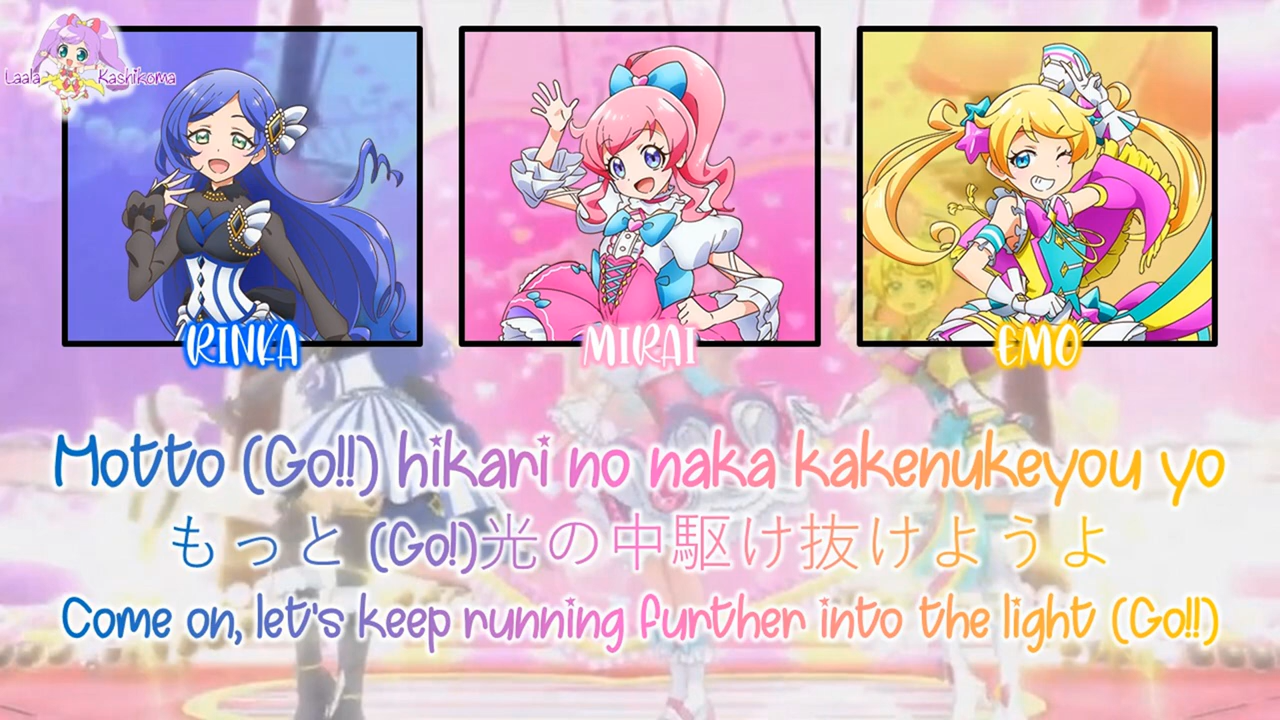 Laala Kashikoma
RINKA
MIRAI
EMO
Motto (Go!!) hikari no naka kakenukeyou yo
もっと (Go!)光の中駆け抜けようよ
Come on, let's keep running further into the light (Go!!)